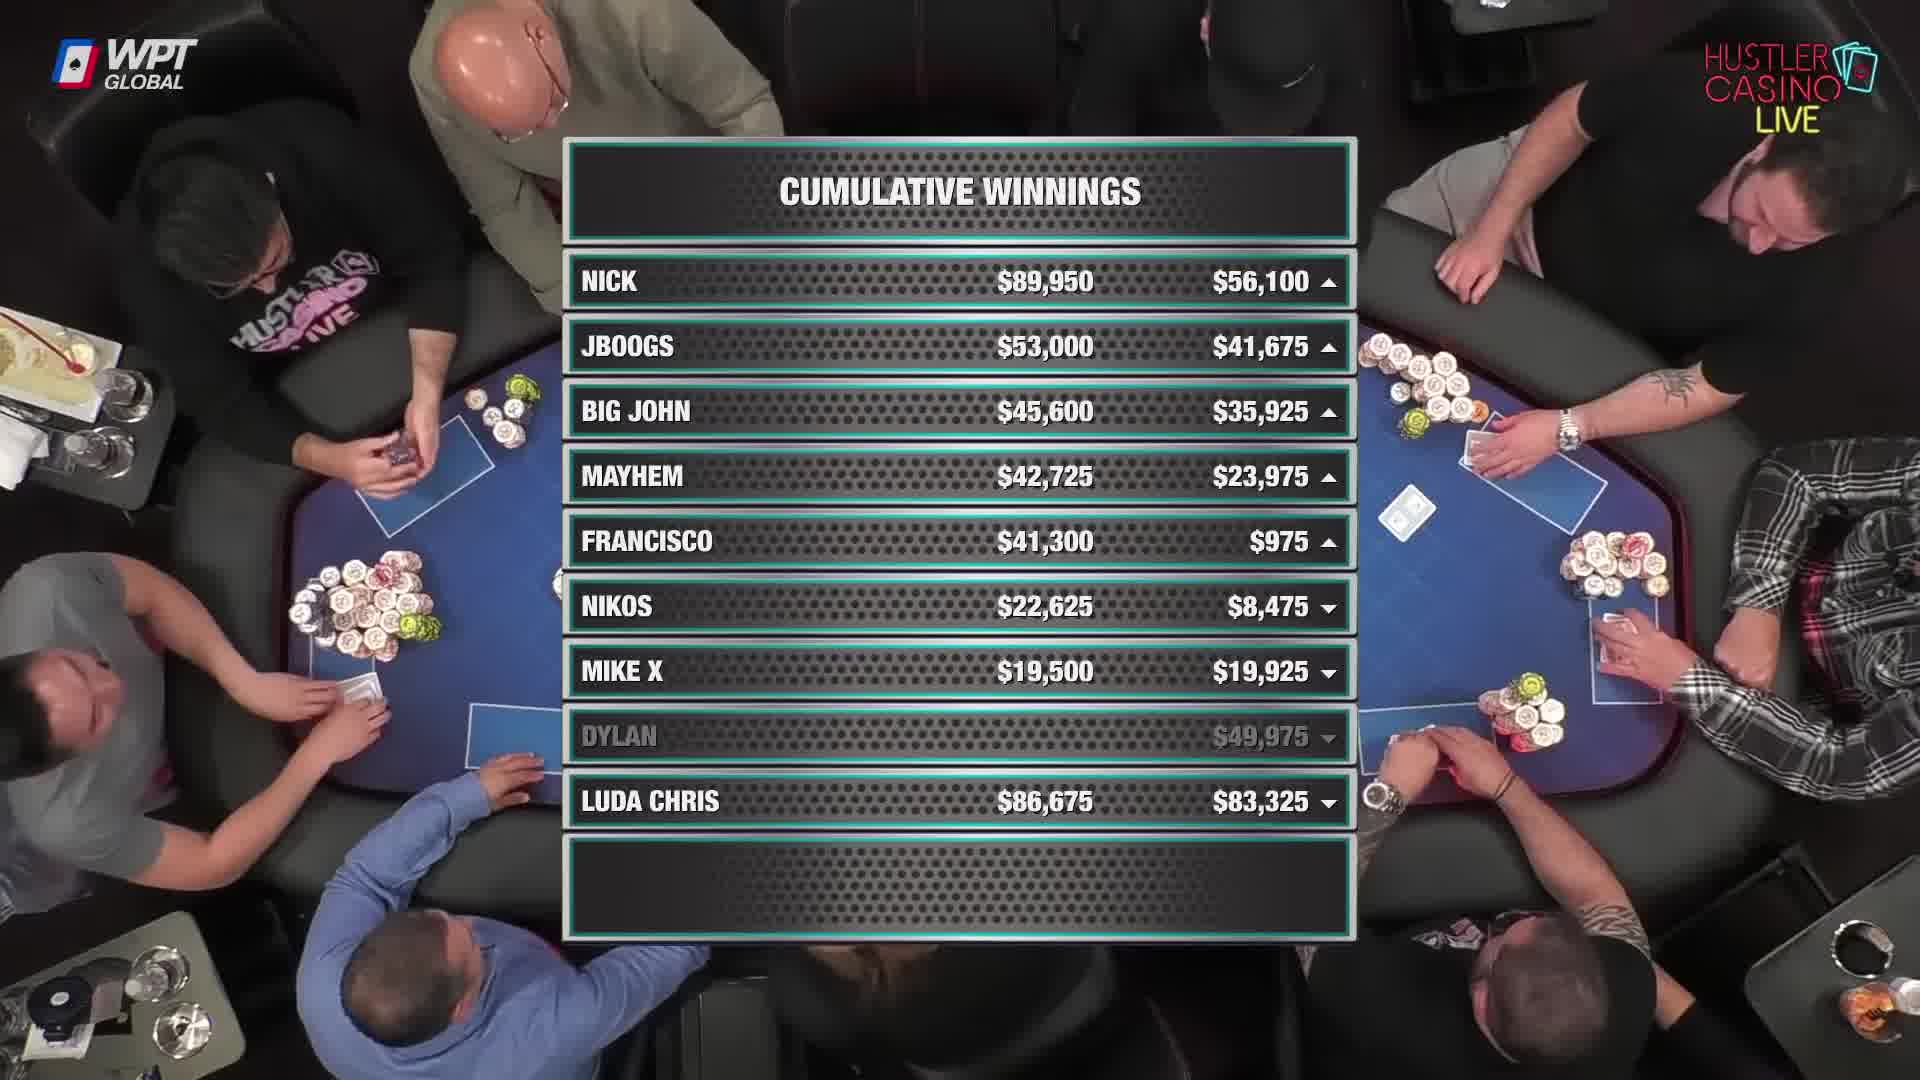 WPT
GLOBAL
HUSTLER
CASINO
LIVE
CUMULATIVE WINNINGS
NICK $89,950 $56,100
JBOOGS $53,000 $41,675
BIG JOHN $45,600 $35,925
MAYHEM $42,725 $23,975
FRANCISCO $41,300 $975
NIKOS $22,625 $8,475
MIKE X $19,500 $19,925
DYLAN $49,975
LUDA CHRIS $86,675 $83,325
HUSTLER
CASINO
LIVE